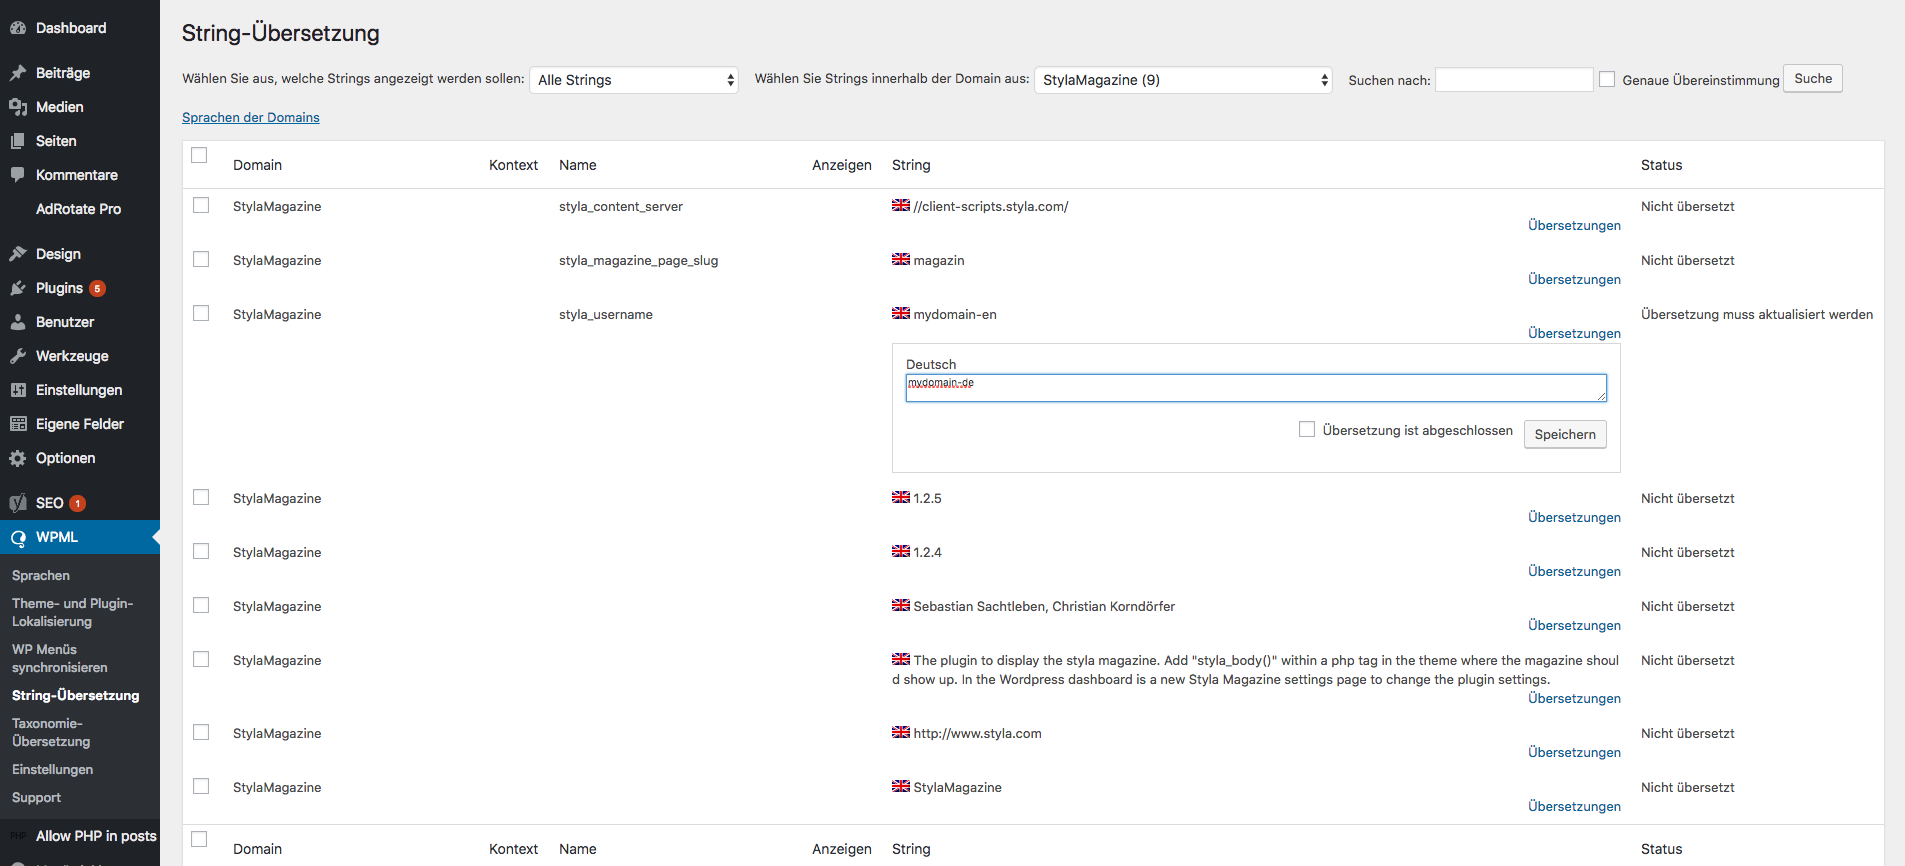 Dashboard
Beiträge
Medien
Seiten
Kommentare
AdRotate Pro
Design
Plugins 5
Benutzer
Werkzeuge
Einstellungen
Eigene Felder
Optionen
SEO 1
WPML
Sprachen
Theme- und Plugin-
Lokalisierung
WP Menüs
synchronisieren
String-Übersetzung
Taxonomie-
Übersetzung
Einstellungen
Support
PHP Allow PHP in posts
String-Übersetzung
Wählen Sie aus, welche Strings angezeigt werden sollen: Alle Strings Wählen Sie Strings innerhalb der Domain aus: StylaMagazine (9) Suchen nach: Genaue Übereinstimmung Suche
Sprachen der Domains
Domain Kontext Name Anzeigen String Status
StylaMagazine styla_content_server //client-scripts.styla.com/ Nicht übersetzt
Übersetzungen
StylaMagazine styla_magazine_page_slug magazin Nicht übersetzt
Übersetzungen
StylaMagazine styla_username mydomain-en Übersetzung muss aktualisiert werden
Übersetzungen
Deutsch
mydomain-de
Übersetzung ist abgeschlossen Speichern
StylaMagazine 1.2.5 Nicht übersetzt
Übersetzungen
StylaMagazine 1.2.4 Nicht übersetzt
Übersetzungen
StylaMagazine Sebastian Sachtleben, Christian Korndörfer Nicht übersetzt
Übersetzungen
StylaMagazine The plugin to display the styla magazine. Add "styla_body()" within a php tag in the theme where the magazine shoul Nicht übersetzt
d show up. In the Wordpress dashboard is a new Styla Magazine settings page to change the plugin settings.
Übersetzungen
StylaMagazine http://www.styla.com Nicht übersetzt
Übersetzungen
StylaMagazine StylaMagazine Nicht übersetzt
Übersetzungen
Domain Kontext Name Anzeigen String Status